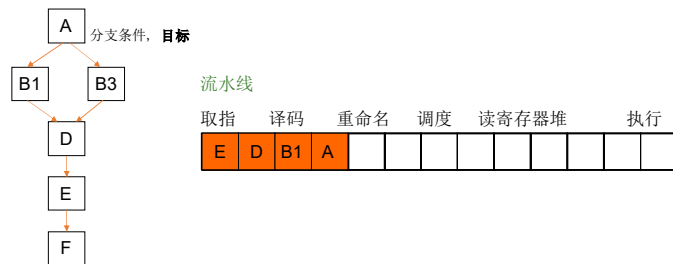 A
分支条件, 目标
B1 B3
D
E
F
流水线
取指 译码 重命名 调度 读寄存器堆 执行
E D B1 A